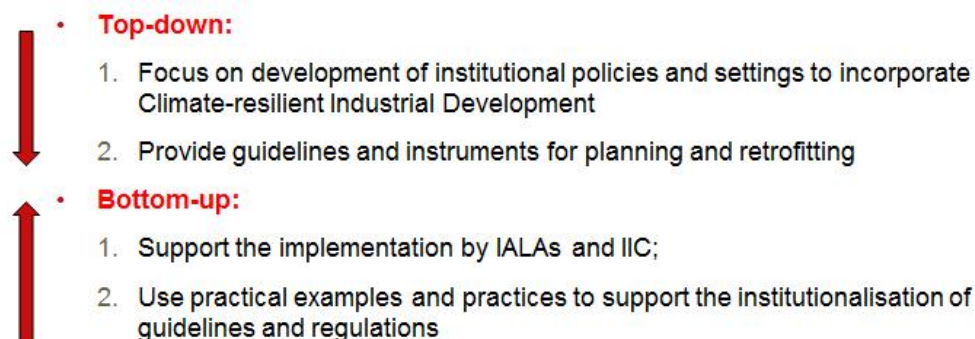 • Top-down:
1. Focus on development of institutional policies and settings to incorporate
Climate-resilient Industrial Development
2. Provide guidelines and instruments for planning and retrofitting
• Bottom-up:
1. Support the implementation by IALAs and IIC;
2. Use practical examples and practices to support the institutionalisation of
guidelines and regulations